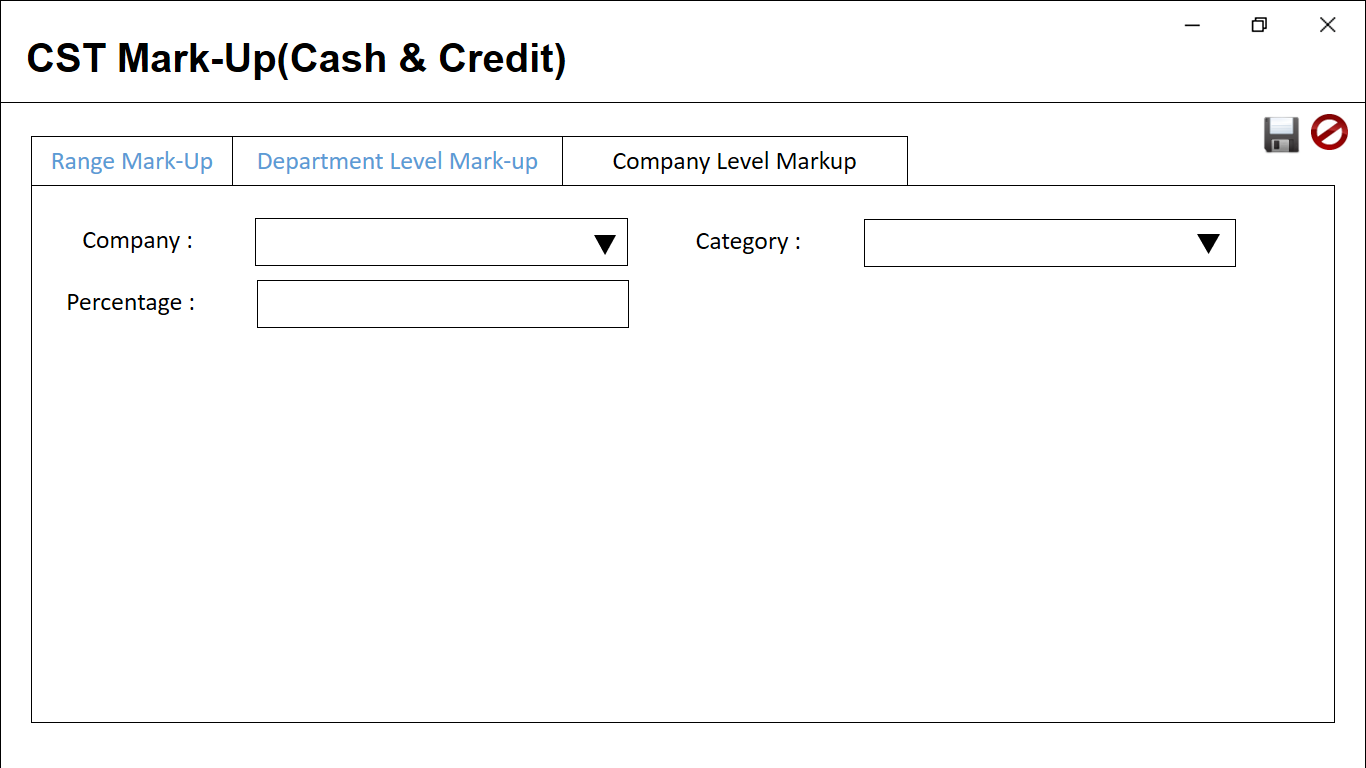 CST Mark-Up(Cash & Credit)
Range Mark-Up Department Level Mark-up Company Level Markup
Company : Category :
Percentage :